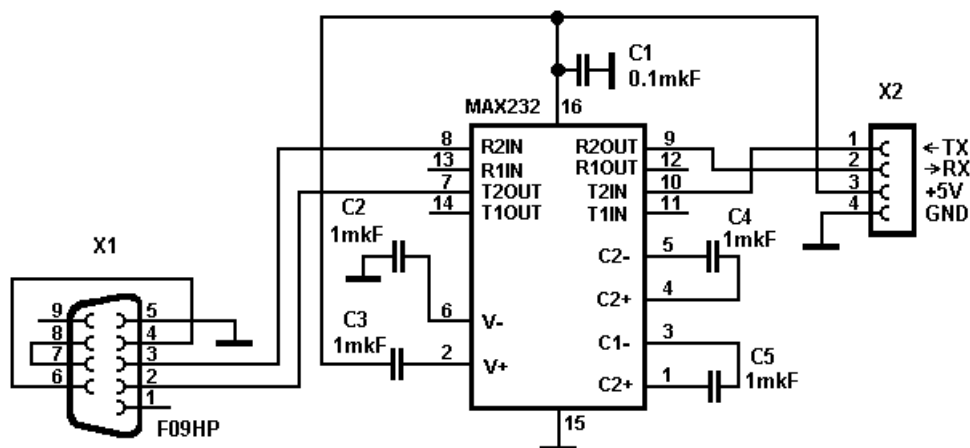 C1
0.1mkF
MAX232
16
X2
8
R2IN
R2OUT
9
1
←TX
13
R1IN
R1OUT
12
2
→RX
7
T2OUT
T2IN
10
3
+5V
14
T1OUT
T1IN
11
4
GND
C2
1mkF
C4
1mkF
X1
C2-
5
C2+
4
9
5
8
4
7
3
6
2
1
F09HP
C3
1mkF
6
V-
C1-
3
2
V+
C2+
1
C5
1mkF
15